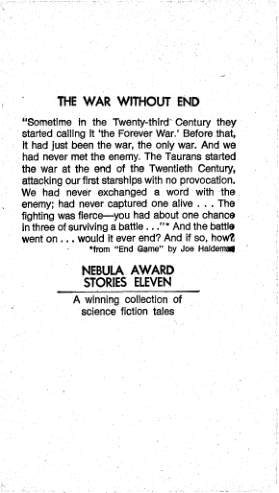 THE WAR WITHOUT END
"Sometime in the Twenty-third Century they
started calling it 'the Forever War.' Before that,
it had just been the war, the only war. And we
had never met the enemy. The Taurans started
the war at the end of the Twentieth Century,
attacking our first starships with no provocation.
We had never exchanged a word with the
enemy; had never captured one alive . . . The
fighting was fierce—you had about one chance
in three of surviving a battle . . ."* And the battle
went on . . . would it ever end? And if so, how?
*from "End Game" by Joe Haldeman
NEBULA AWARD
STORIES ELEVEN
A winning collection of
science fiction tales